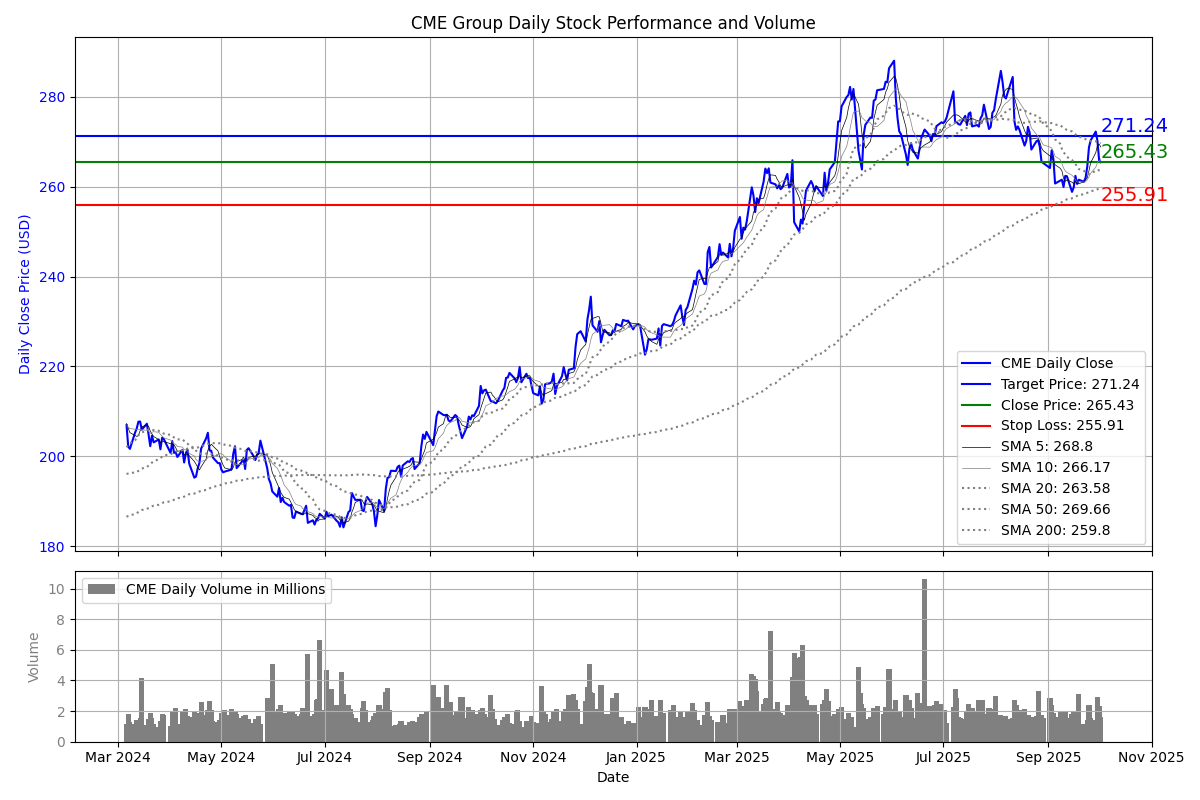 CME Group Daily Stock Performance and Volume
Daily Close Price (USD)
280
260
240
220
200
180
271.24
265.43
255.91
CME Daily Close
Target Price: 271.24
Close Price: 265.43
Stop Loss: 255.91
SMA 5: 268.8
SMA 10: 266.17
SMA 20: 263.58
SMA 50: 269.66
SMA 200: 259.8
Volume
10
8
6
4
2
0
CME Daily Volume in Millions
Mar 2024 May 2024 Jul 2024 Sep 2024 Nov 2024 Jan 2025 Mar 2025 May 2025 Jul 2025 Sep 2025 Nov 2025
Date